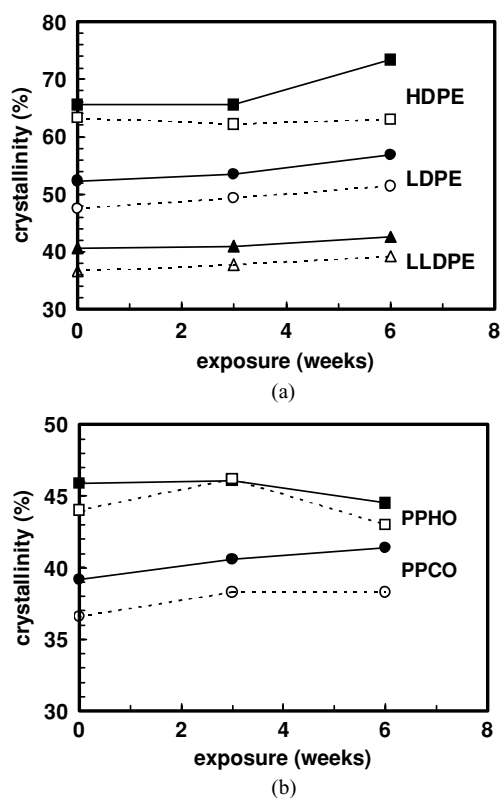 80
70
60
50
40
30
crystallinity (%)
HDPE
LDPE
LLDPE
0 2 4 6 8
exposure (weeks)
(a)
50
45
40
35
30
crystallinity (%)
PPHO
PPCO
0 2 4 6 8
exposure (weeks)
(b)